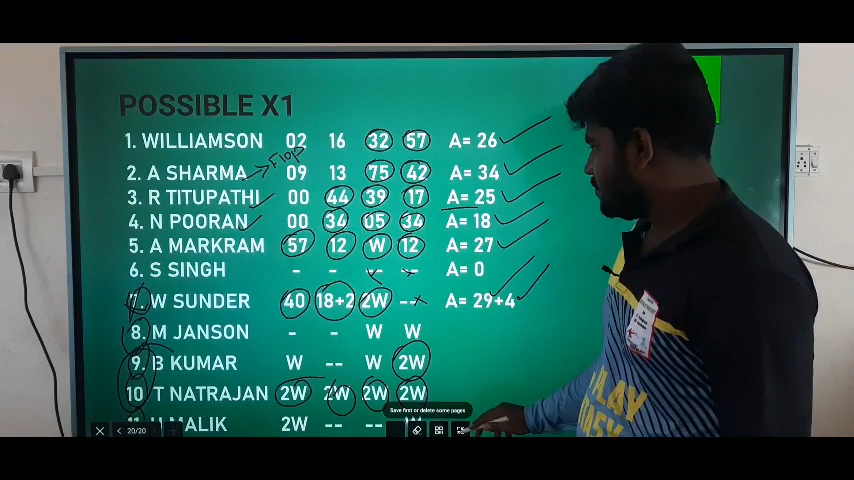 POSSIBLE X1
1. WILLIAMSON 02 16 32 57 A= 26
Flop
2. A SHARMA 09 13 75 42 A= 34
3. R TITUPATHI 00 44 39 17 A= 25
4. N POORAN 00 34 05 34 A= 18
5. A MARKRAM 57 12 W 12 A= 27
6. S SINGH - - - - A= 0
7. W SUNDER 40 18+2 2W -- A= 29+4
8. M JANSON - - W W
9. B KUMAR W -- W 2W
10. T NATRAJAN 2W 2W 2W 2W
Save first or delete some pages
MALIK 2W -- -- W
20/20
PLAY